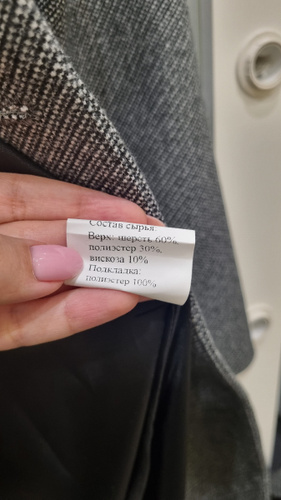 Состав сырья:
Верх: шерсть 60%,
полиэстер 30%,
вискоза 10%
Подкладка:
полиэстер 100%